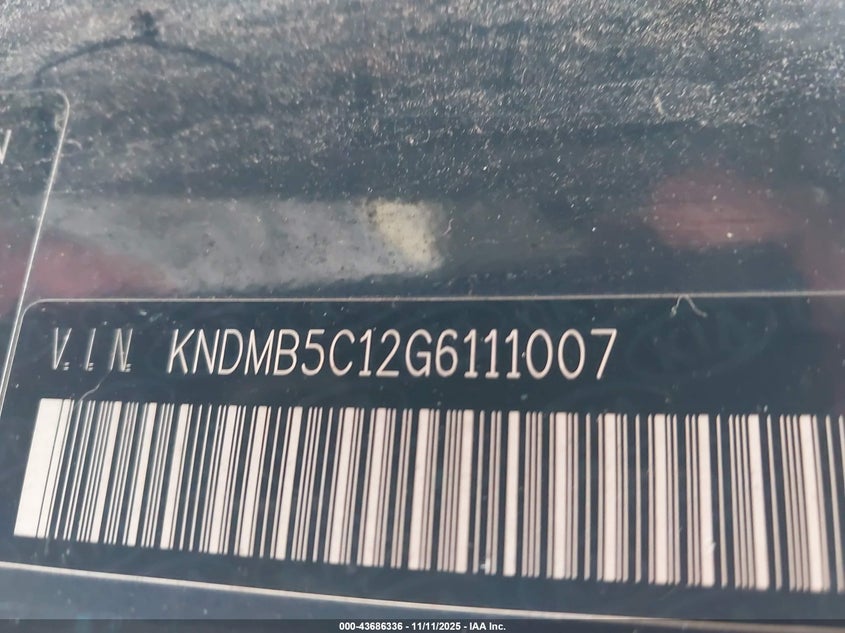 V.I.N. KNDMB5C12G6111007
000-43686336 - 11/11/2025 - IAA Inc.